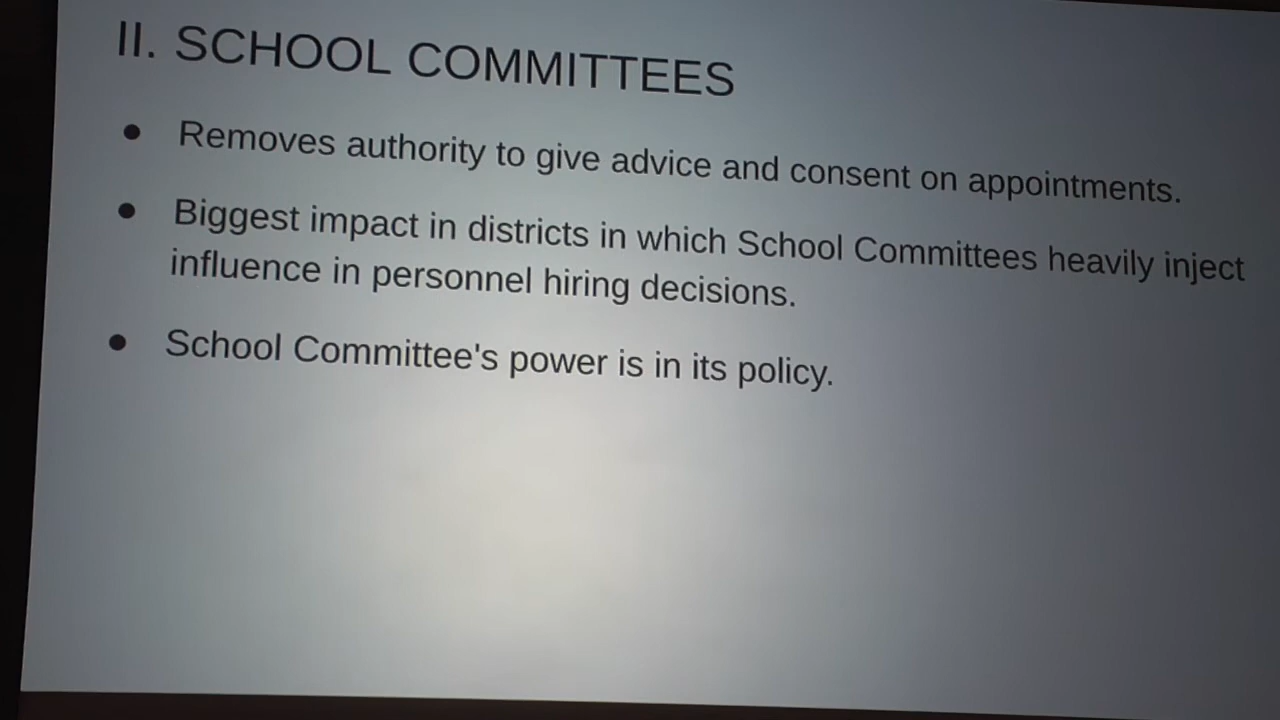 II. SCHOOL COMMITTEES
● Removes authority to give advice and consent on appointments.
● Biggest impact in districts in which School Committees heavily inject
influence in personnel hiring decisions.
● School Committee's power is in its policy.